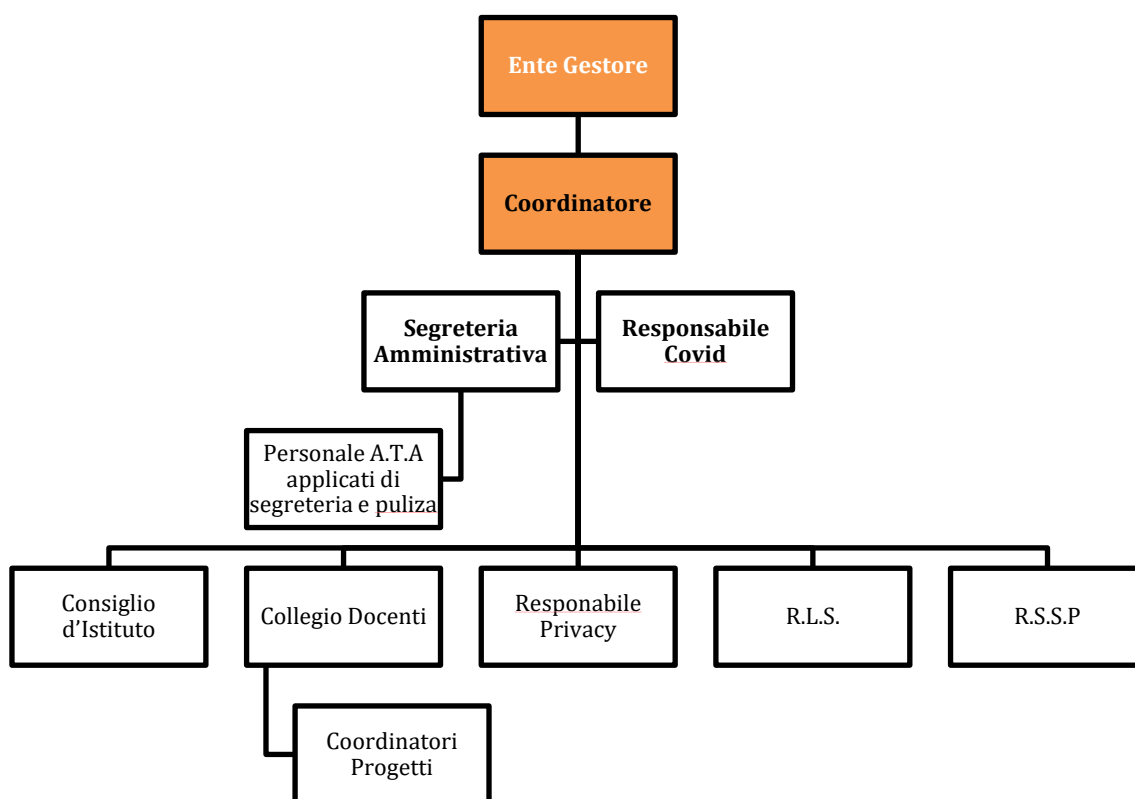 Ente Gestore
Coordinatore
Segreteria
Amministrativa
Responsabile
Covid
Personale A.T.A
applicati di
segreteria e puliza
Consiglio
d’Istituto
Collegio Docenti
Responabile
Privacy
R.L.S.
R.S.S.P
Coordinatori
Progetti